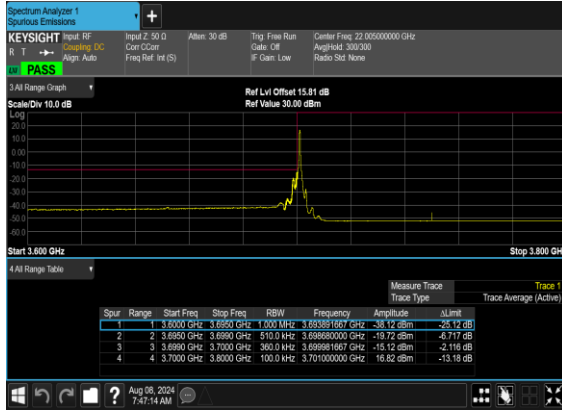 Spectrum Analyzer 1
Spurious Emissions
+
KEYSIGHT Input: RF Input Z: 50 Ω Atten: 30 dB Trig: Free Run Center Freq: 22.005000000 GHz
R T Coupling: DC Corr CCorr Gate: Off Avg|Hold: 300/300
Align: Auto Freq Ref: Int (S) IF Gain: Low Radio Std: None
PASS
3 All Range Graph
Ref Lvl Offset 15.81 dB
Scale/Div 10.0 dB Ref Value 30.00 dBm
Log
20.0
10.0
0.00
-10.0
-20.0
-30.0
-40.0
-50.0
-60.0
Start 3.600 GHz Stop 3.800 GH
4 All Range Table
Measure Trace Trace 1
Trace Type Trace Average (Active)
Spur Range Start Freq Stop Freq RBW Frequency Amplitude ΔLimit
1 1 3.6000 GHz 3.6950 GHz 1.000 MHz 3.693891667 GHz -38.12 dBm -25.12 dB
2 2 3.6950 GHz 3.6990 GHz 510.0 kHz 3.698680000 GHz -19.72 dBm -6.717 dB
3 3 3.6990 GHz 3.7000 GHz 360.0 kHz 3.699981667 GHz -15.12 dBm -2.116 dB
4 4 3.7000 GHz 3.8000 GHz 100.0 kHz 3.701000000 GHz 16.82 dBm -13.18 dB
? Aug 08, 2024
7:47:14 AM